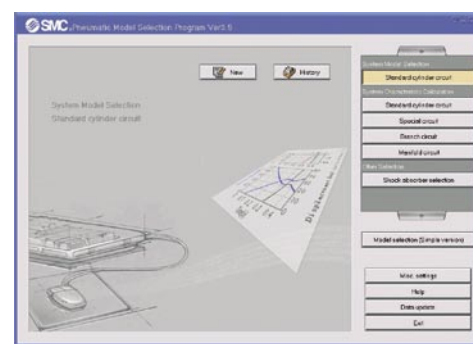 SMC Pneumatic Model Selection Program Ver3.5
New
History
System Model Selection
Standard cylinder circuit
System Model Selection
Standard cylinder circuit
System Characteristics Calculation
Standard cylinder circuit
Special circuit
Branch circuit
Manifold circuit
Other Selection
Shock absorber selection
Model selection (Simple version)
Misc. settings
Help
Data update
Exit
Displacement